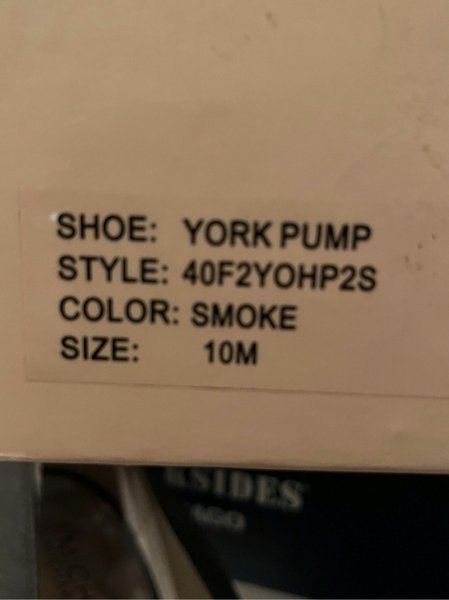 SHOE: YORK PUMP
STYLE: 40F2YOHP2S
COLOR: SMOKE
SIZE: 10M